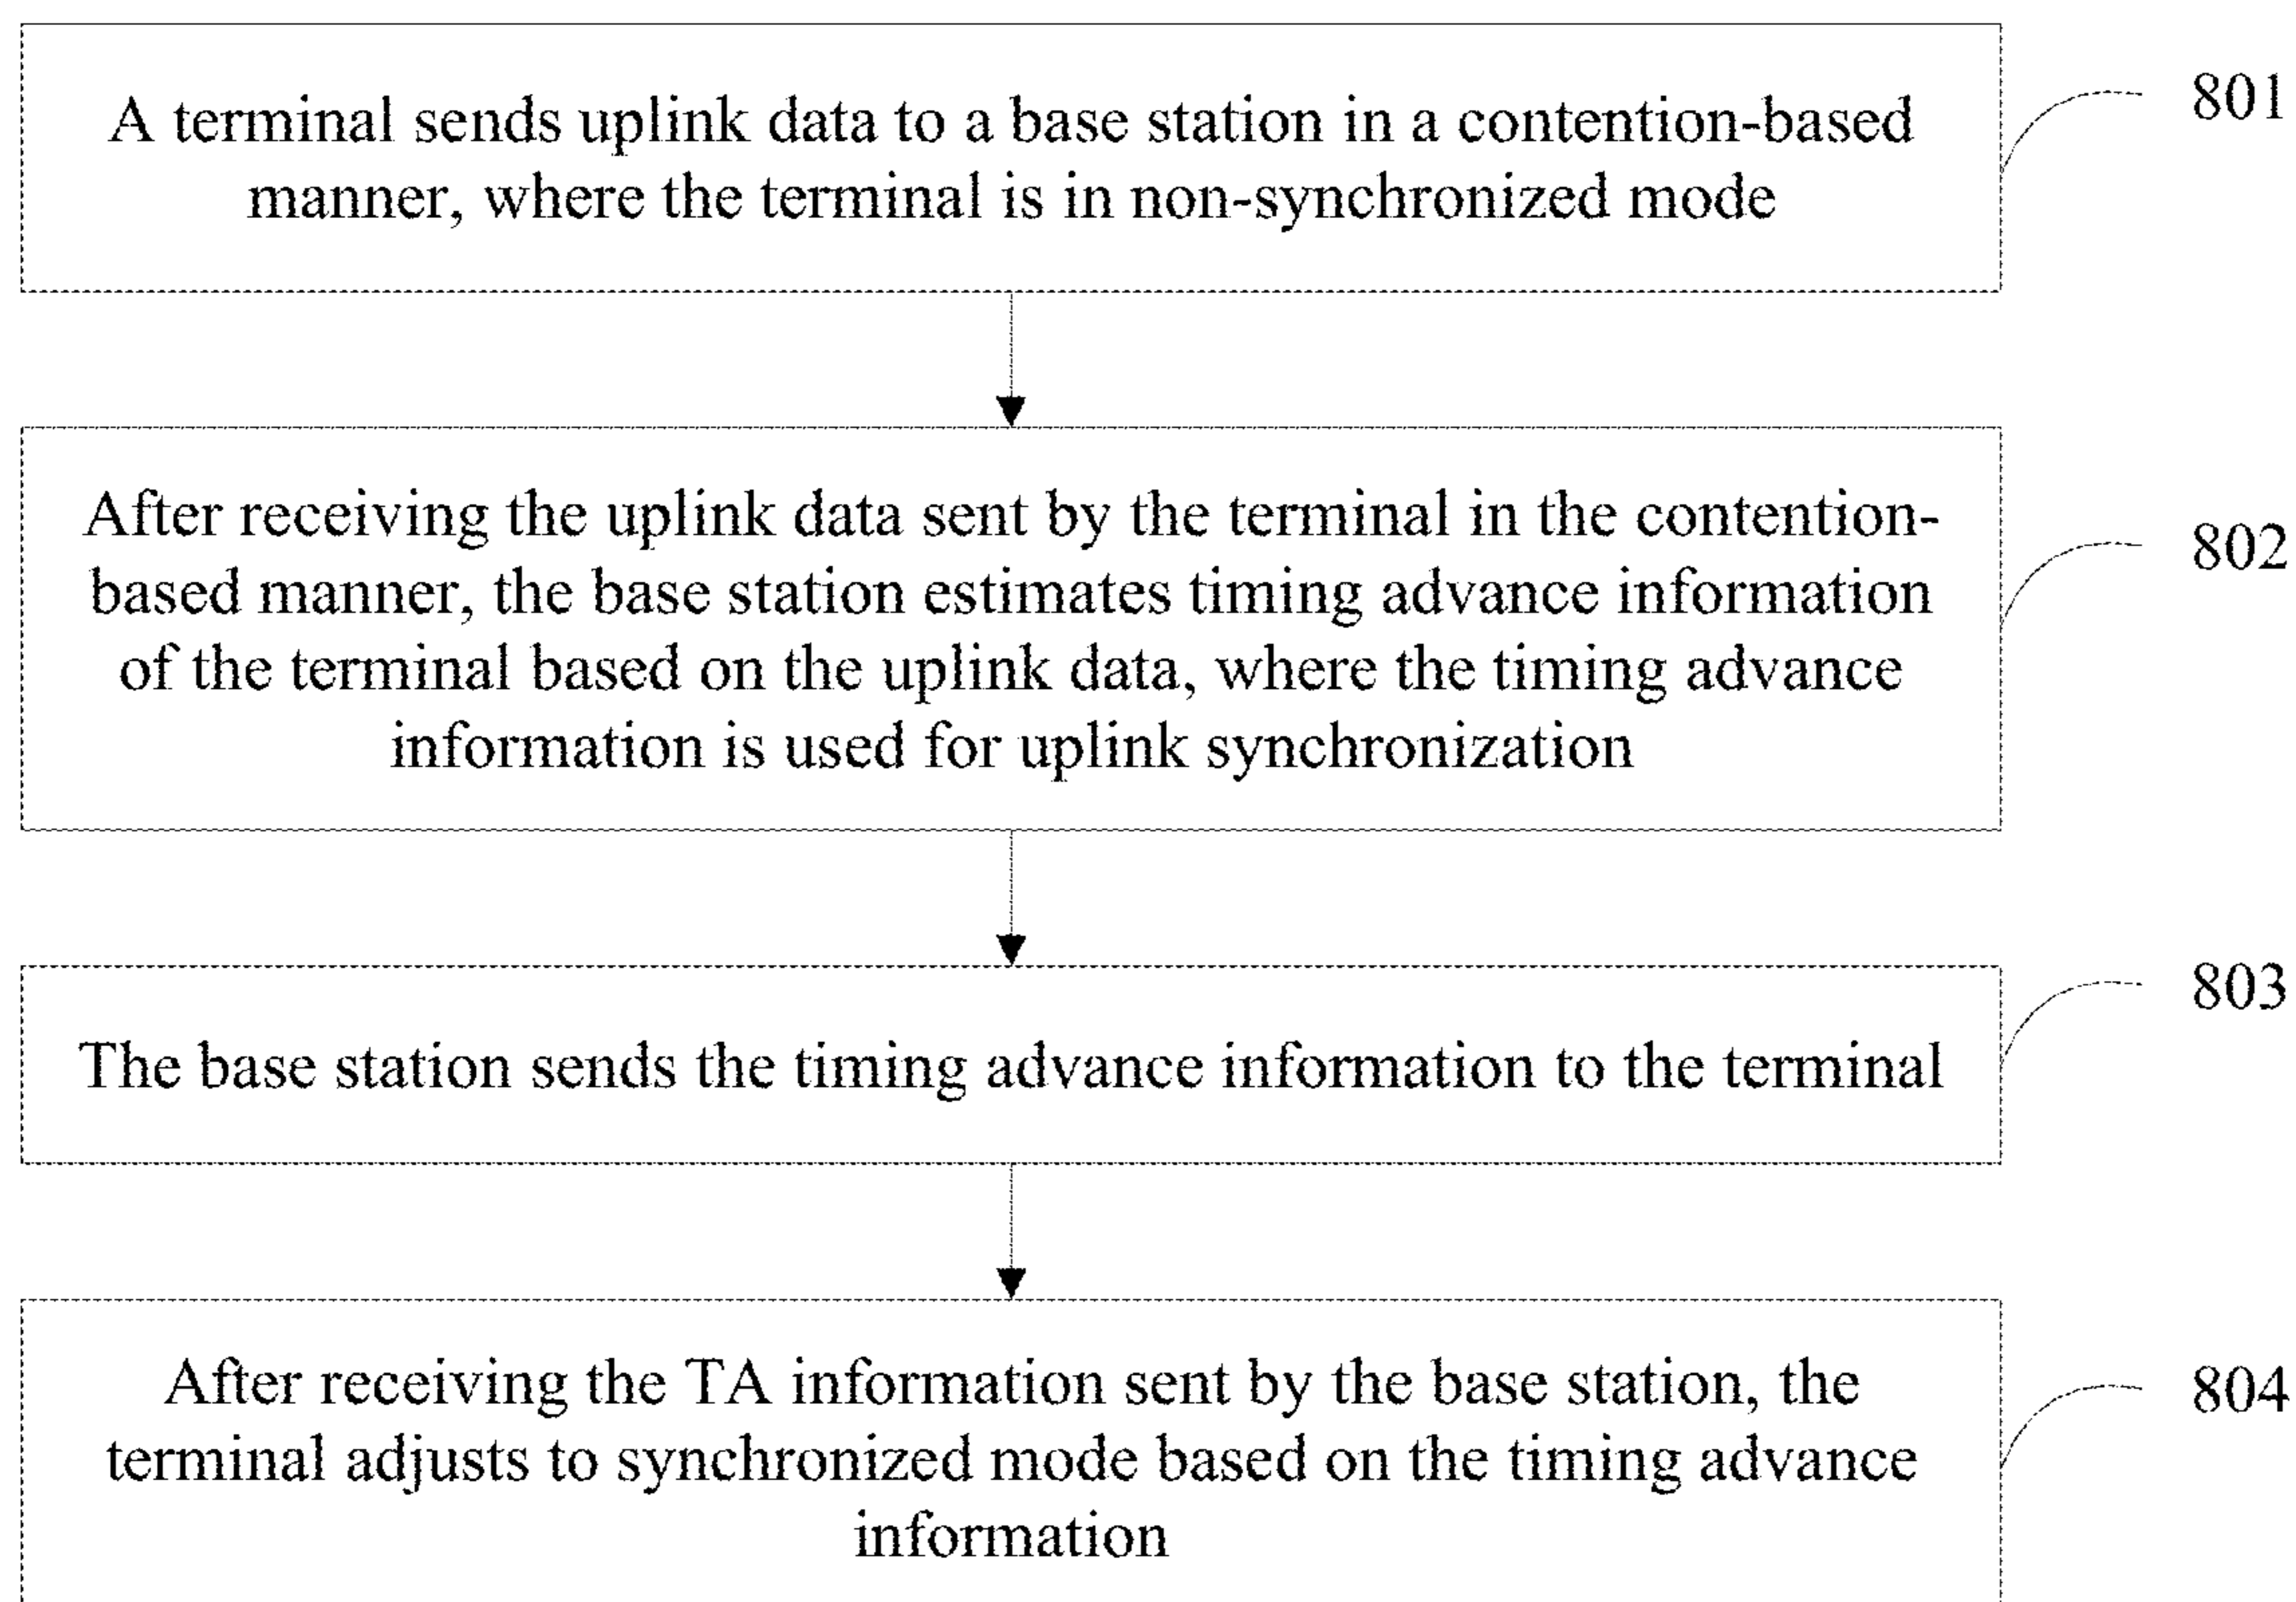 A terminal sends uplink data to a base station in a contention-based
manner, where the terminal is in non-synchronized mode
801
After receiving the uplink data sent by the terminal in the contention-
based manner, the base station estimates timing advance information
of the terminal based on the uplink data, where the timing advance
information is used for uplink synchronization
802
The base station sends the timing advance information to the terminal
803
After receiving the TA information sent by the base station, the
terminal adjusts to synchronized mode based on the timing advance
information
804